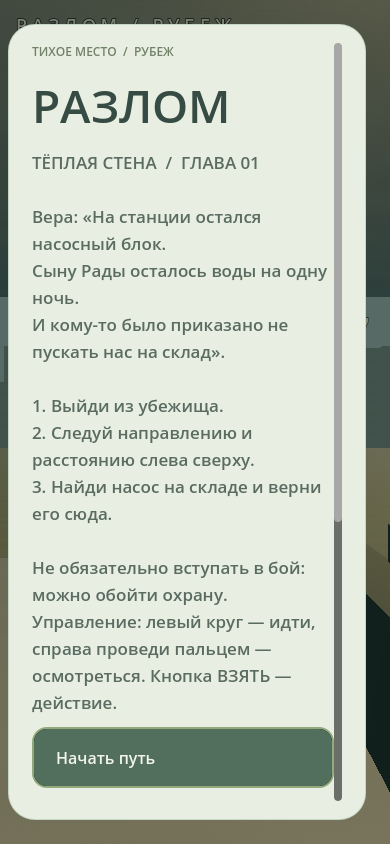 РАЗЛОМ / РУБЕЖ
ТИХОЕ МЕСТО / РУБЕЖ
РАЗЛОМ
ТЁПЛАЯ СТЕНА / ГЛАВА 01
Вера: «На станции остался
насосный блок.
Сыну Рады осталось воды на одну
ночь.
И кому-то было приказано не
пускать нас на склад».
1. Выйди из убежища.
2. Следуй направлению и
расстоянию слева сверху.
3. Найди насос на складе и верни
его сюда.
Не обязательно вступать в бой:
можно обойти охрану.
Управление: левый круг — идти,
справа проведи пальцем —
осмотреться. Кнопка ВЗЯТЬ —
действие.
Начать путь